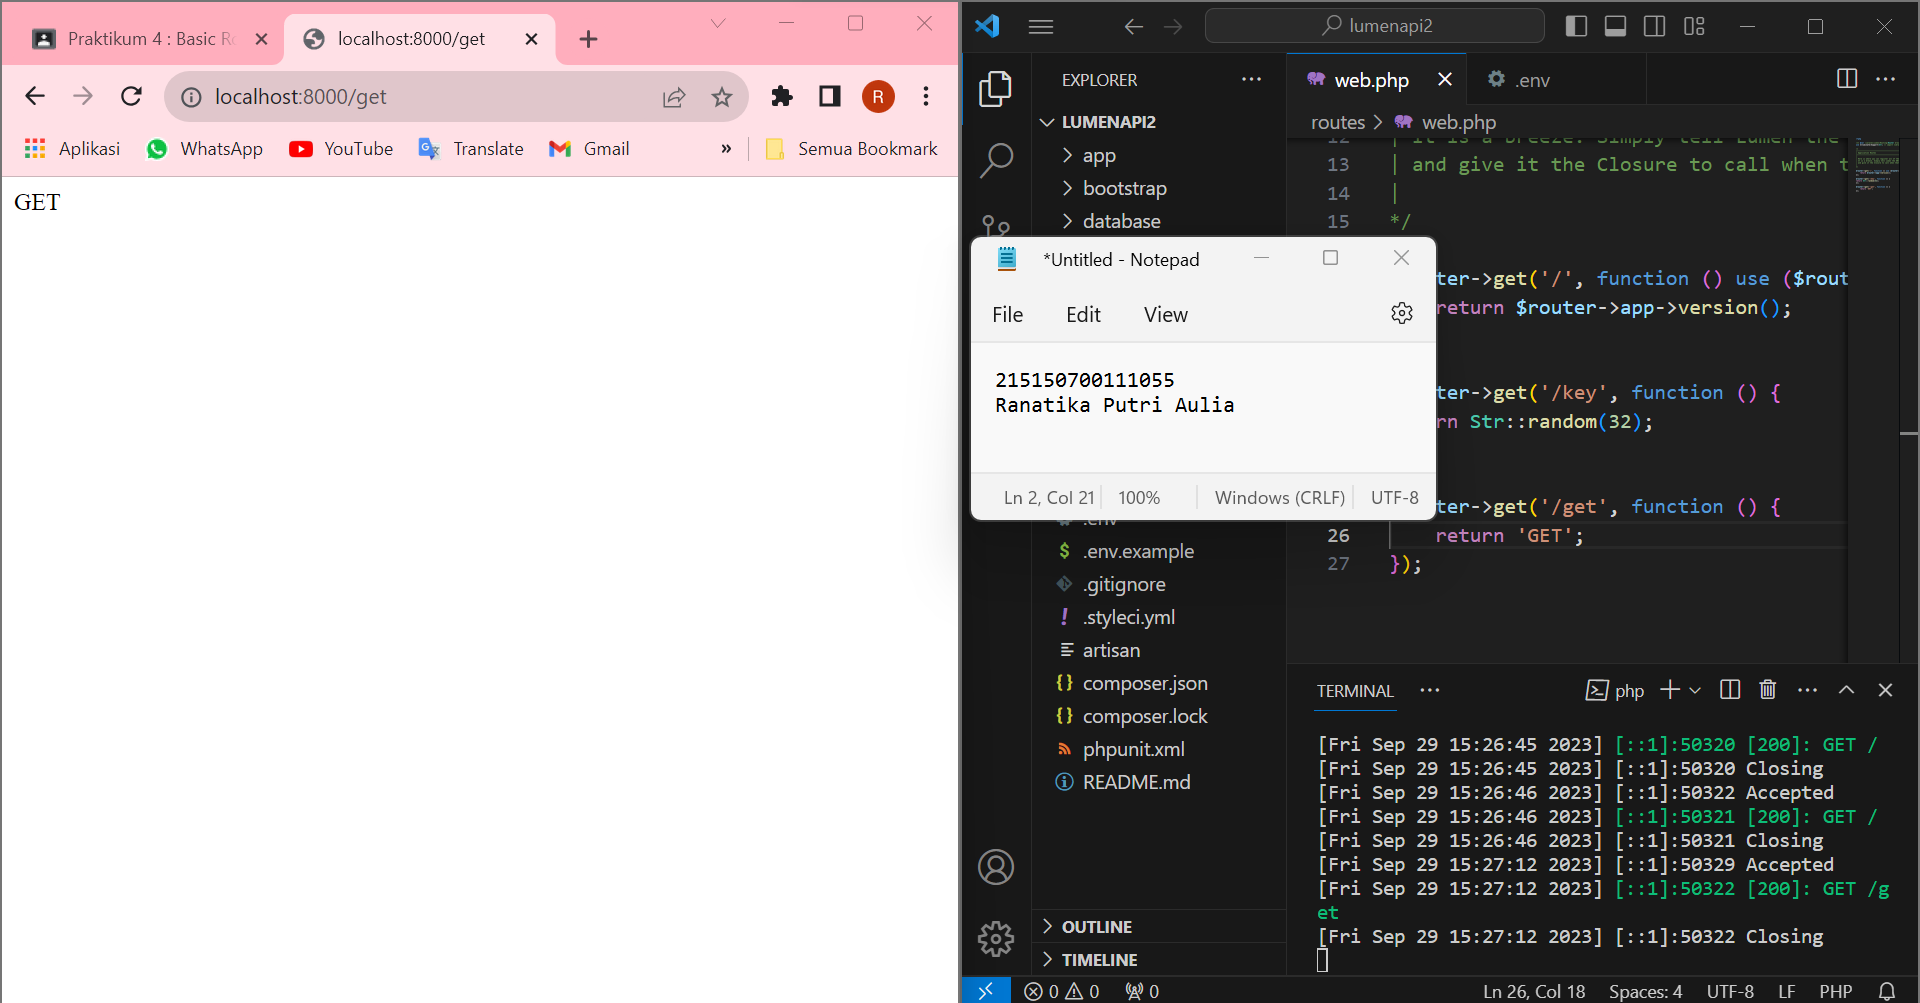 Praktikum 4 : Basic R
localhost:8000/get
localhost:8000/get
R
Aplikasi
WhatsApp
YouTube
Translate
Gmail
»
Semua Bookmark
GET
lumenapi2
EXPLORER
LUMENAPI2
app
bootstrap
database
.env
.env.example
.gitignore
.styleci.yml
artisan
composer.json
composer.lock
phpunit.xml
README.md
OUTLINE
TIMELINE
web.php
.env
routes > web.php
12 | it is a breeze. Simply tell Lumen the
13 | and give it the Closure to call when t
14 |
15 */
ter->get('/', function () use ($rout
return $router->app->version();
ter->get('/key', function () {
rn Str::random(32);
ter->get('/get', function () {
26 return 'GET';
27 });
*Untitled - Notepad
File Edit View
215150700111055
Ranatika Putri Aulia
Ln 2, Col 21 100% Windows (CRLF) UTF-8
TERMINAL
php
[Fri Sep 29 15:26:45 2023] [::1]:50320 [200]: GET /
[Fri Sep 29 15:26:45 2023] [::1]:50320 Closing
[Fri Sep 29 15:26:46 2023] [::1]:50322 Accepted
[Fri Sep 29 15:26:46 2023] [::1]:50321 [200]: GET /
[Fri Sep 29 15:26:46 2023] [::1]:50321 Closing
[Fri Sep 29 15:27:12 2023] [::1]:50329 Accepted
[Fri Sep 29 15:27:12 2023] [::1]:50322 [200]: GET /g
et
[Fri Sep 29 15:27:12 2023] [::1]:50322 Closing
0 0 0
Ln 26, Col 18 Spaces: 4 UTF-8 LF PHP